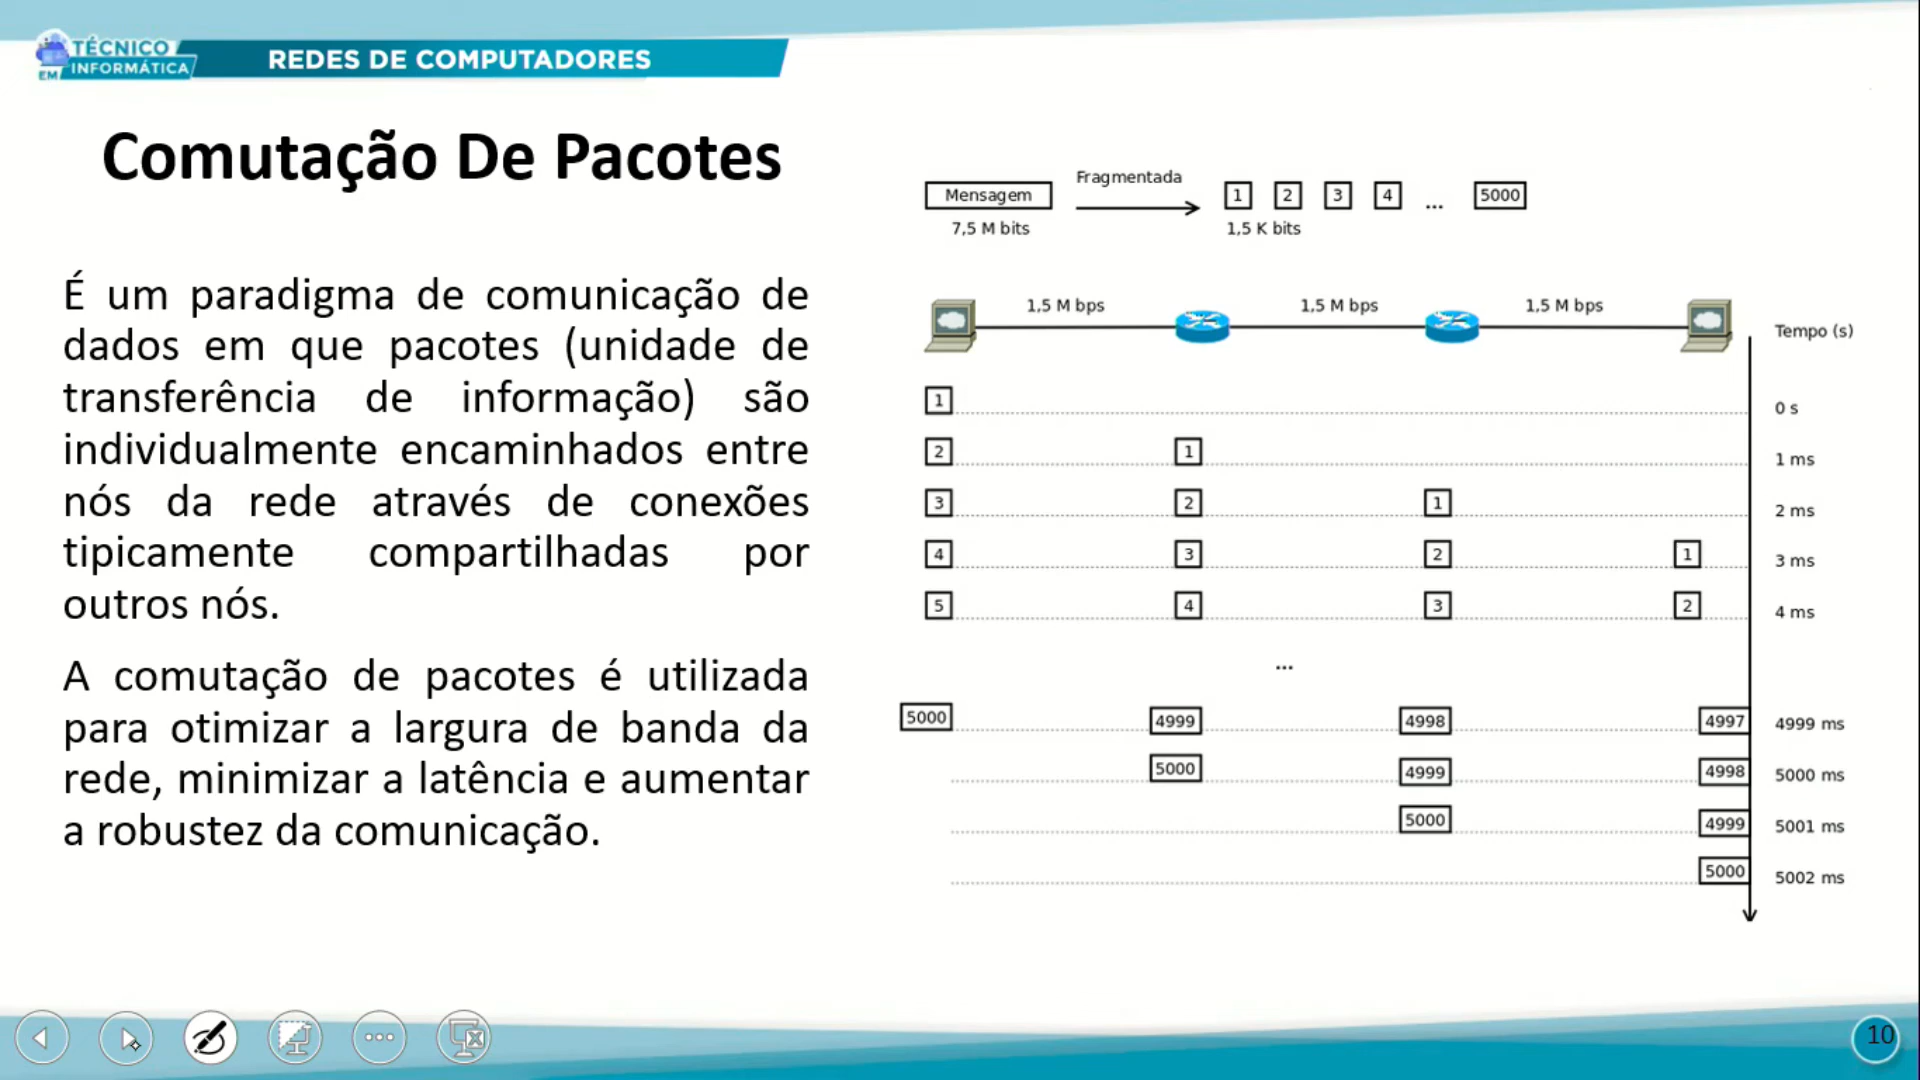 TÉCNICO
EM INFORMÁTICA
REDES DE COMPUTADORES
Comutação De Pacotes
É um paradigma de comunicação de
dados em que pacotes (unidade de
transferência de informação) são
individualmente encaminhados entre
nós da rede através de conexões
tipicamente compartilhadas por
outros nós.
A comutação de pacotes é utilizada
para otimizar a largura de banda da
rede, minimizar a latência e aumentar
a robustez da comunicação.
Mensagem Fragmentada 1 2 3 4 ... 5000
7,5 M bits 1,5 K bits
1,5 M bps 1,5 M bps 1,5 M bps
Tempo (s)
1 0 s
2 1 1 ms
3 2 1 2 ms
4 3 2 1 3 ms
5 4 3 2 4 ms
...
5000 4999 4998 4997 4999 ms
5000 4999 4998 5000 ms
5000 4999 5001 ms
5000 5002 ms
10